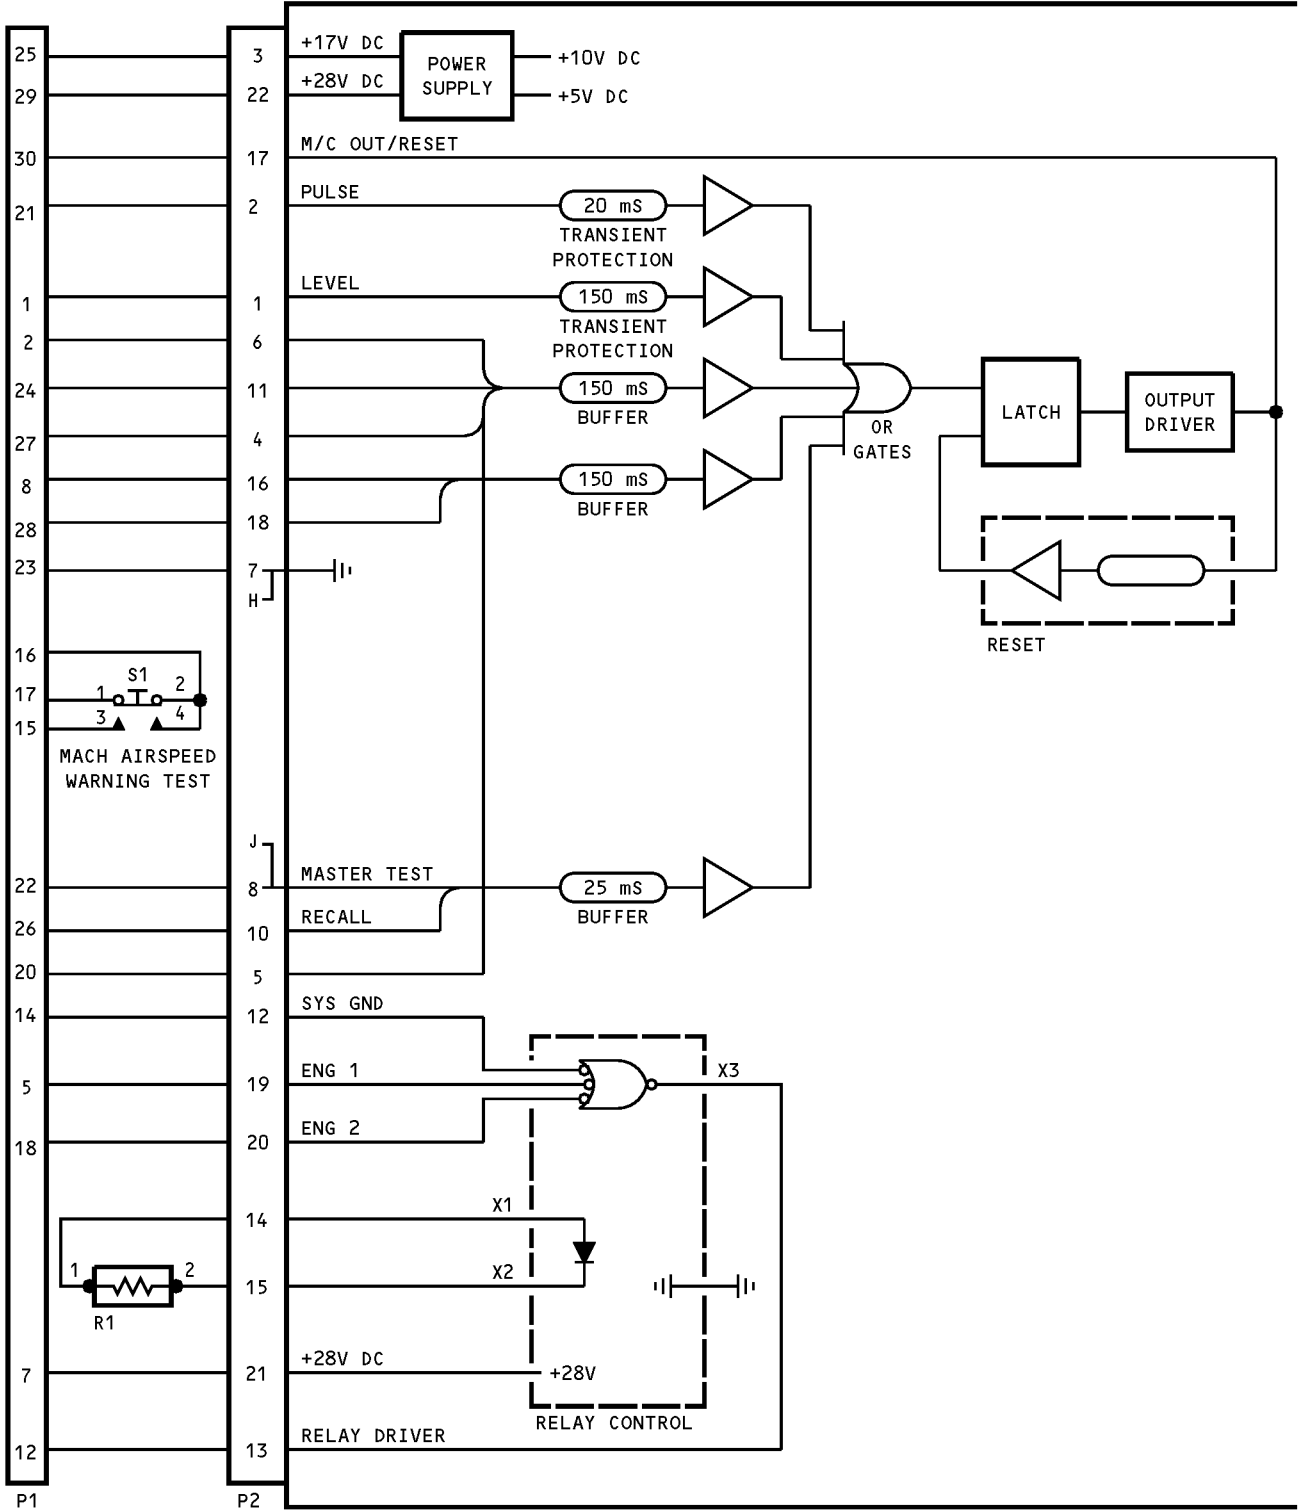 25 3 +17V DC
POWER
SUPPLY
+10V DC
29 22 +28V DC
+5V DC
30 17 M/C OUT/RESET
21 2 PULSE
20 mS
TRANSIENT
PROTECTION
1 1 LEVEL
150 mS
TRANSIENT
PROTECTION
2 6
24 11
150 mS
BUFFER
27 4
OR
GATES
LATCH
OUTPUT
DRIVER
8 16
150 mS
BUFFER
28 18
23 7
H
RESET
16
S1
17 1 2
15 3 4
MACH AIRSPEED
WARNING TEST
J
22 8 MASTER TEST
25 mS
BUFFER
26 10 RECALL
20 5
14 12 SYS GND
5 19 ENG 1
X3
18 20 ENG 2
14 X1
1 2 15 X2
R1
7 21 +28V DC
+28V
RELAY CONTROL
12 13 RELAY DRIVER
P1 P2